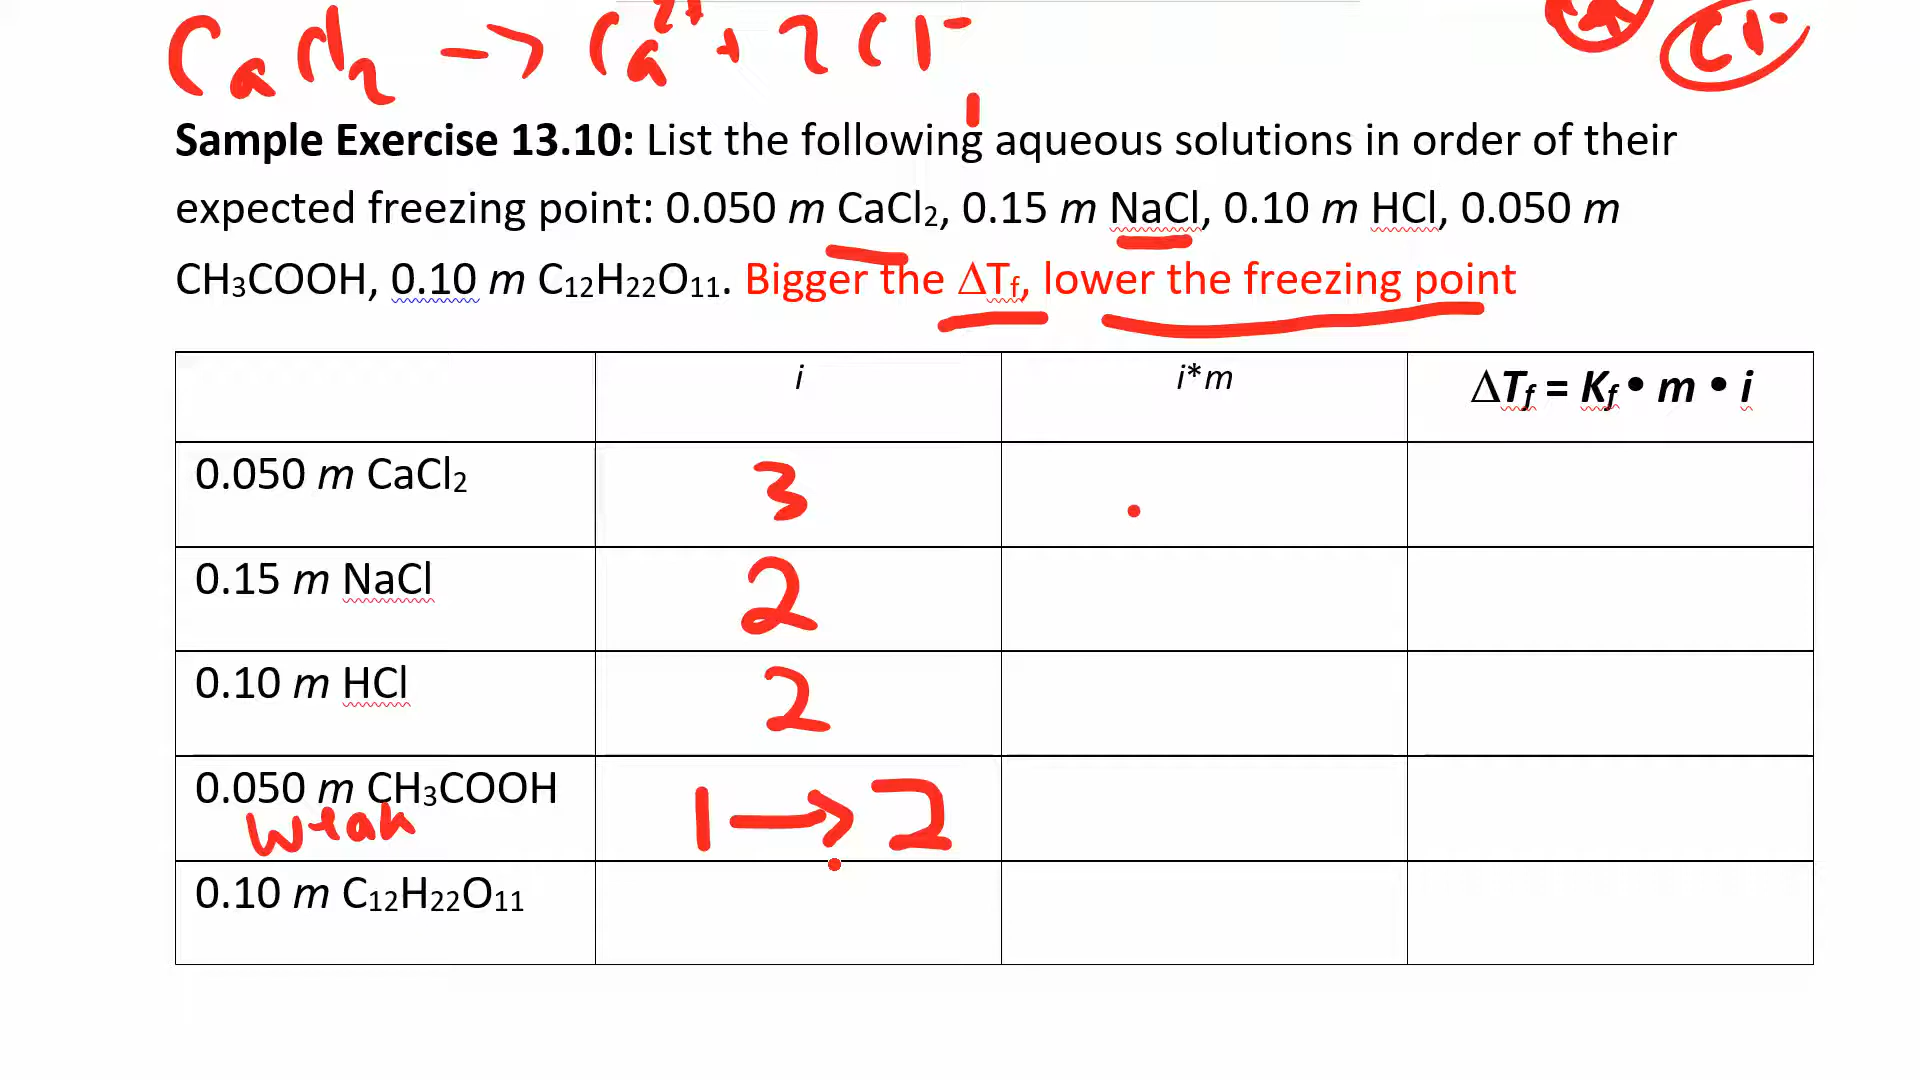 CaCl₂ → Ca²⁺ + 2Cl⁻
Cl⁻
Sample Exercise 13.10: List the following aqueous solutions in order of their
expected freezing point: 0.050 m CaCl₂, 0.15 m NaCl, 0.10 m HCl, 0.050 m
CH₃COOH, 0.10 m C₁₂H₂₂O₁₁. Bigger the ΔTf, lower the freezing point
i i*m ΔTf = Kf • m • i
0.050 m CaCl₂ 3
0.15 m NaCl 2
0.10 m HCl 2
0.050 m CH₃COOH 1 → 2
Weak
0.10 m C₁₂H₂₂O₁₁